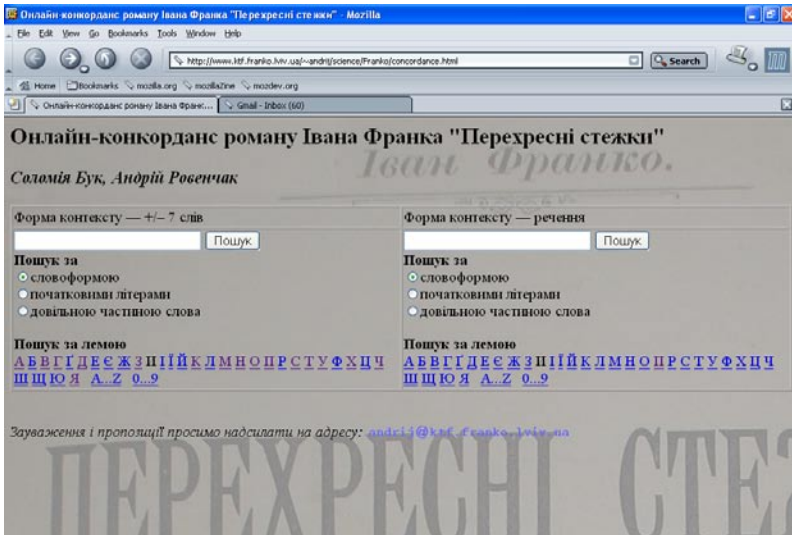 Онлайн-конкорданс роману Івана Франка "Перехресні стежки" - Mozilla
File Edit View Go Bookmarks Tools Window Help
http://www.ktf.franko.lviv.ua/~andrij/science/Franko/concordance.html Search
Home Bookmarks mozilla.org mozillaZine mozdev.org
Онлайн-конкорданс роману Івана Франк... Gmail - Inbox (60)
Онлайн-конкорданс роману Івана Франка "Перехресні стежки"
Іван Франко.
Соломія Бук, Андрій Ровенчак
Форма контексту — +/– 7 слів
Пошук
Пошук за
словоформою
початковими літерами
довільною частиною слова
Пошук за лемою
А Б В Г Ґ Д Е Є Ж З И І Ї Й К Л М Н О П Р С Т У Ф Х Ц Ч
Ш Щ Ю Я A...Z 0...9
Форма контексту — речення
Пошук
Пошук за
словоформою
початковими літерами
довільною частиною слова
Пошук за лемою
А Б В Г Ґ Д Е Є Ж З И І Ї Й К Л М Н О П Р С Т У Ф Х Ц Ч
Ш Щ Ю Я A...Z 0...9
Зауваження і пропозиції просимо надсилати на адресу: andrij@ktf.franko.lviv.ua
ПЕРЕХРЕСНІ СТЕ